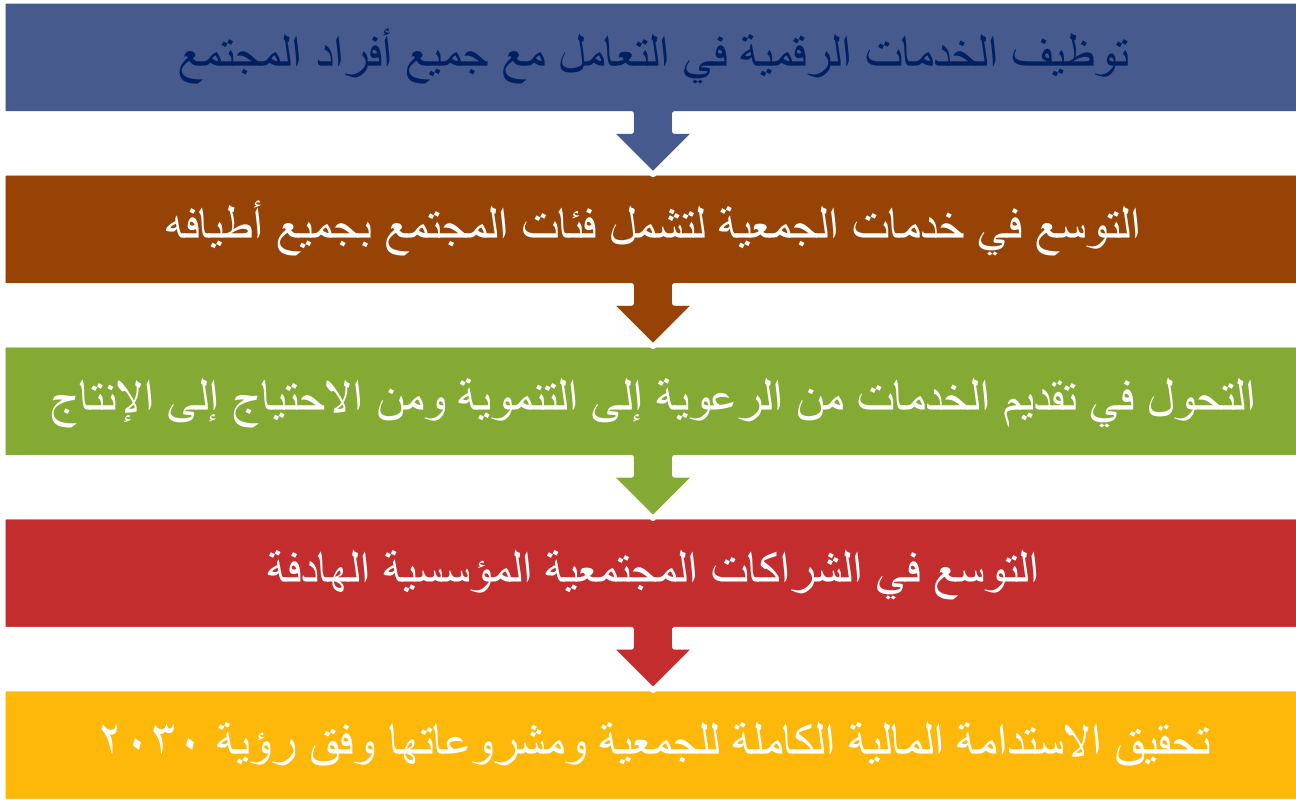 توظيف الخدمات الرقمية في التعامل مع جميع أفراد المجتمع
التوسع في خدمات الجمعية لتشمل فئات المجتمع بجميع أطيافه
التحول في تقديم الخدمات من الرعوية إلى التنموية ومن الاحتياج إلى الإنتاج
التوسع في الشراكات المجتمعية المؤسسية الهادفة
تحقيق الاستدامة المالية الكاملة للجمعية ومشروعاتها وفق رؤية ٢٠٣٠